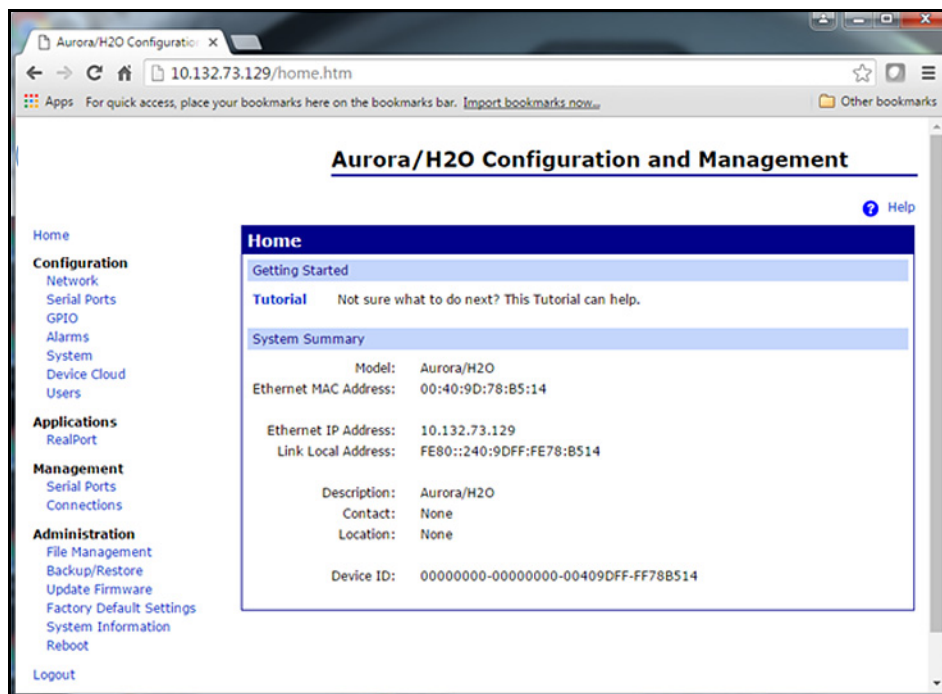 Aurora/H2O Configuratio
10.132.73.129/home.htm
Apps For quick access, place your bookmarks here on the bookmarks bar. Import bookmarks now... Other bookmarks
Aurora/H2O Configuration and Management
Help
Home
Configuration
Network
Serial Ports
GPIO
Alarms
System
Device Cloud
Users
Applications
RealPort
Management
Serial Ports
Connections
Administration
File Management
Backup/Restore
Update Firmware
Factory Default Settings
System Information
Reboot
Logout
Home
Getting Started
Tutorial Not sure what to do next? This Tutorial can help.
System Summary
Model: Aurora/H2O
Ethernet MAC Address: 00:40:9D:78:B5:14
Ethernet IP Address: 10.132.73.129
Link Local Address: FE80::240:9DFF:FE78:B514
Description: Aurora/H2O
Contact: None
Location: None
Device ID: 00000000-00000000-00409DFF-FF78B514